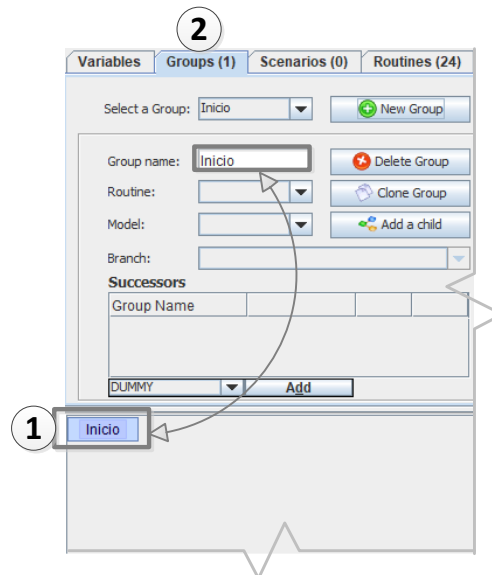 2
Variables Groups (1) Scenarios (0) Routines (24)
Select a Group: Inicio New Group
Group name: Inicio Delete Group
Routine: Clone Group
Model: Add a child
Branch:
Successors
Group Name
DUMMY Add
1 Inicio